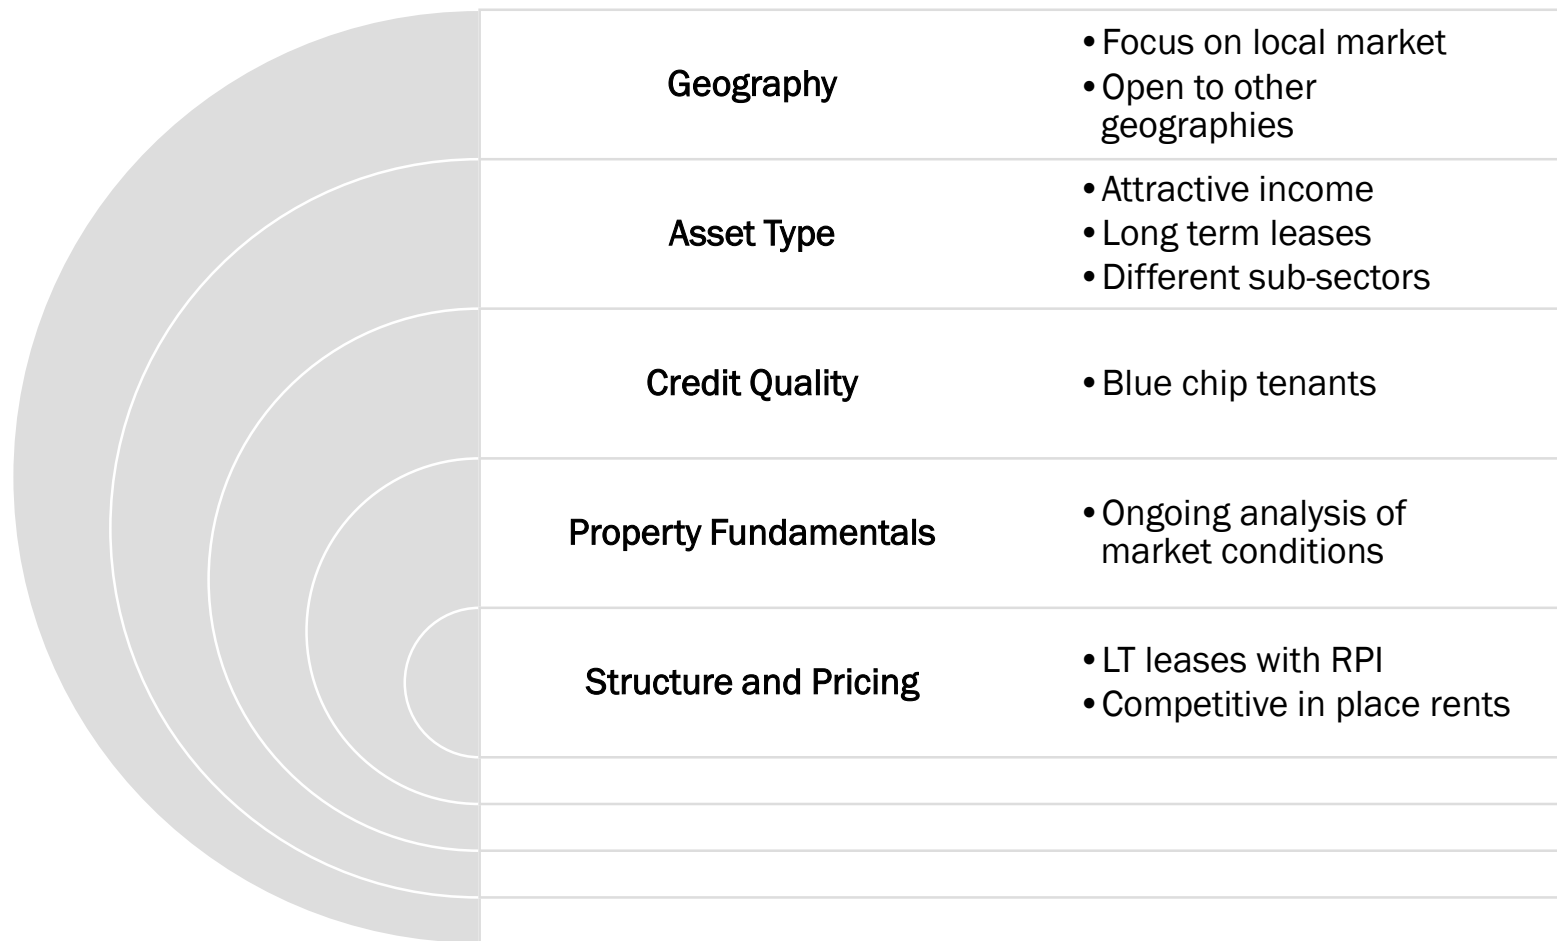 Geography
•Focus on local market
•Open to other
geographies
Asset Type
•Attractive income
•Long term leases
•Different sub-sectors
Credit Quality
•Blue chip tenants
Property Fundamentals
•Ongoing analysis of
market conditions
Structure and Pricing
•LT leases with RPI
•Competitive in place rents